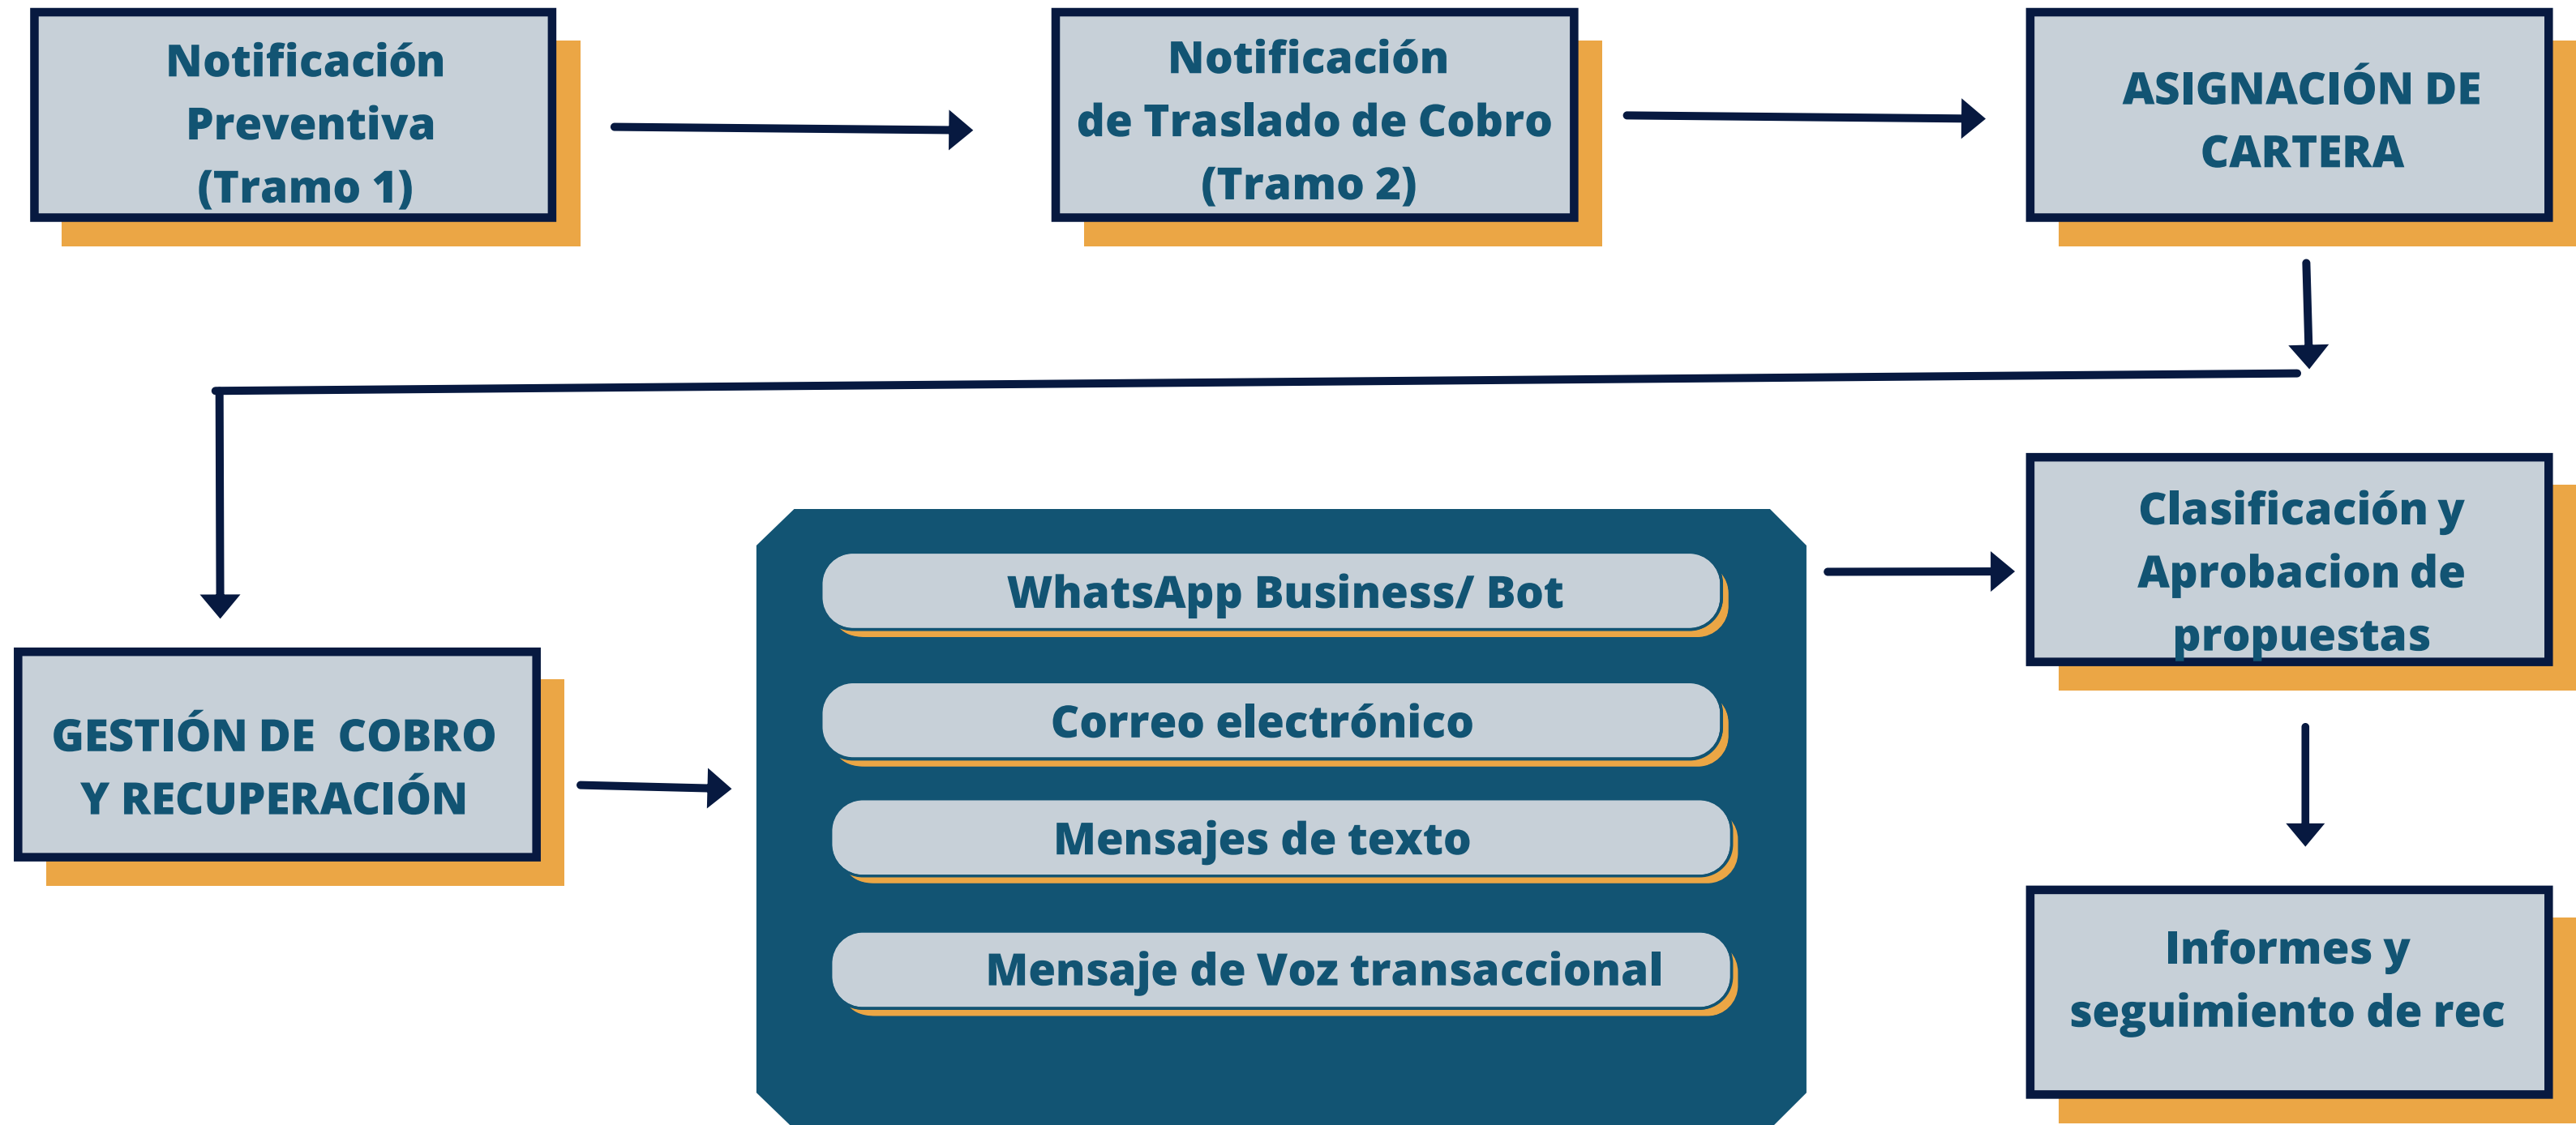 Notificación
Preventiva
(Tramo 1)
Notificación
de Traslado de Cobro
(Tramo 2)
ASIGNACIÓN DE
CARTERA
GESTIÓN DE  COBRO
Y RECUPERACIÓN
WhatsApp Business/ Bot
Correo electrónico
Mensajes de texto
Mensaje de Voz transaccional
Clasificación y
Aprobacion de
propuestas
Informes y
seguimiento de rec